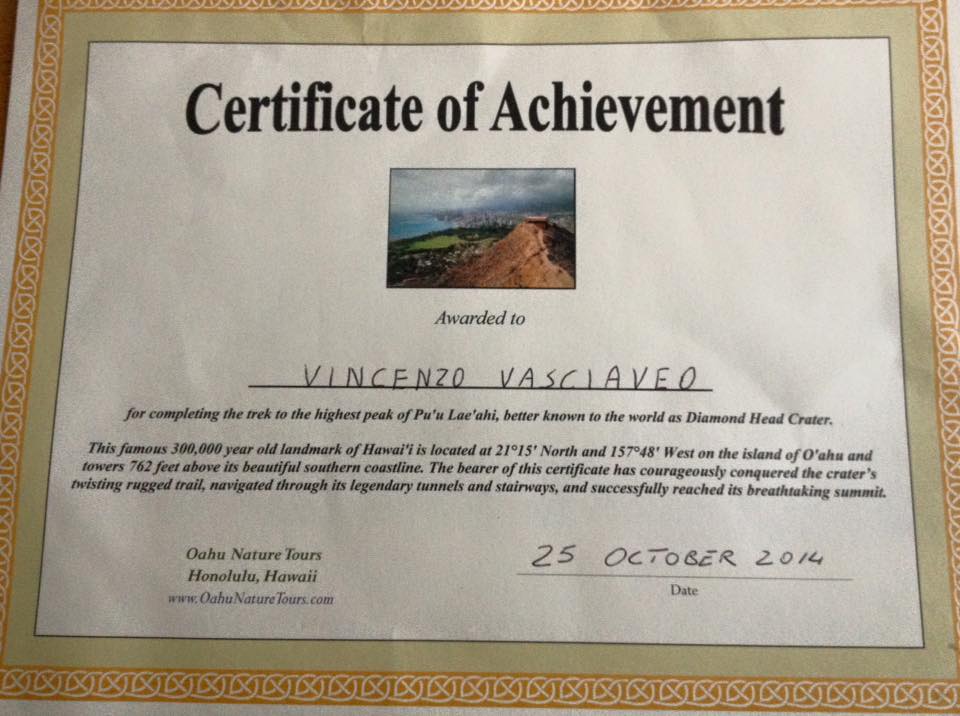 Certificate of Achievement
Awarded to
VINCENZO VASCIAVEO
for completing the trek to the highest peak of Pu'u Lae'ahi, better known to the world as Diamond Head Crater.
This famous 300,000 year old landmark of Hawai'i is located at 21°15' North and 157°48' West on the island of O'ahu and
towers 762 feet above its beautiful southern coastline. The bearer of this certificate has courageously conquered the crater's
twisting rugged trail, navigated through its legendary tunnels and stairways, and successfully reached its breathtaking summit.
Oahu Nature Tours
Honolulu, Hawaii
www.OahuNatureTours.com
25 OCTOBER 2014
Date